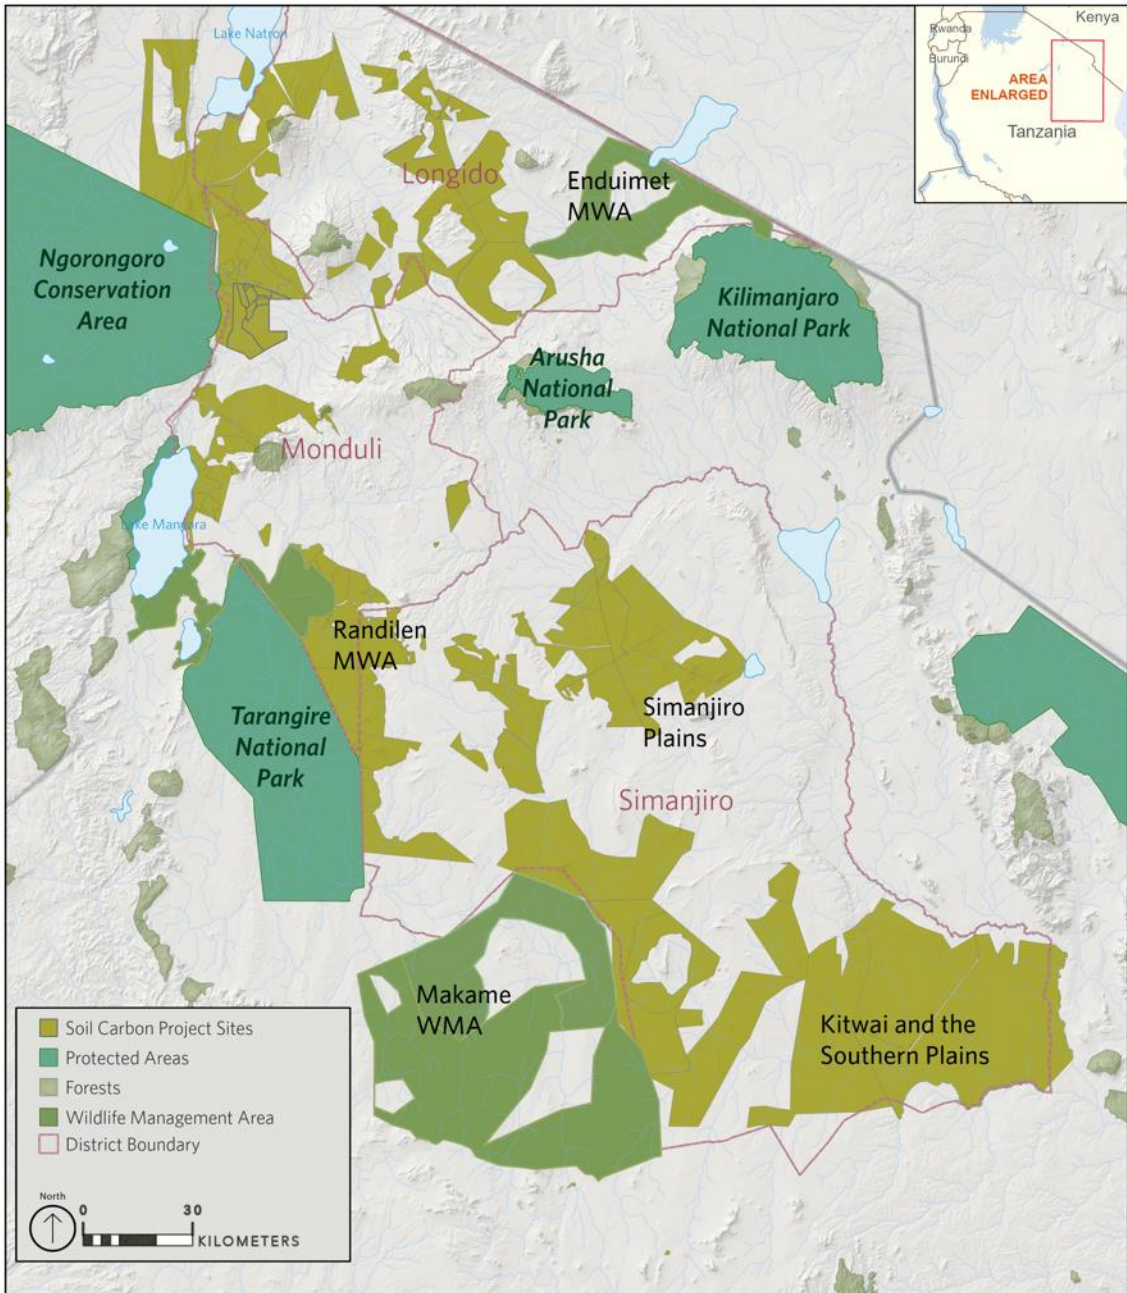 Lake Natron
Kenya
Rwanda
Burundi
AREA
ENLARGED
Tanzania
Longido
Enduimet
MWA
Ngorongoro
Conservation
Area
Kilimanjaro
National Park
Arusha
National
Park
Monduli
Lake Manyara
Randilen
MWA
Tarangire
National
Park
Simanjiro
Plains
Simanjiro
Makame
WMA
Kitwai and the
Southern Plains
Soil Carbon Project Sites
Protected Areas
Forests
Wildlife Management Area
District Boundary
North
0 30
KILOMETERS